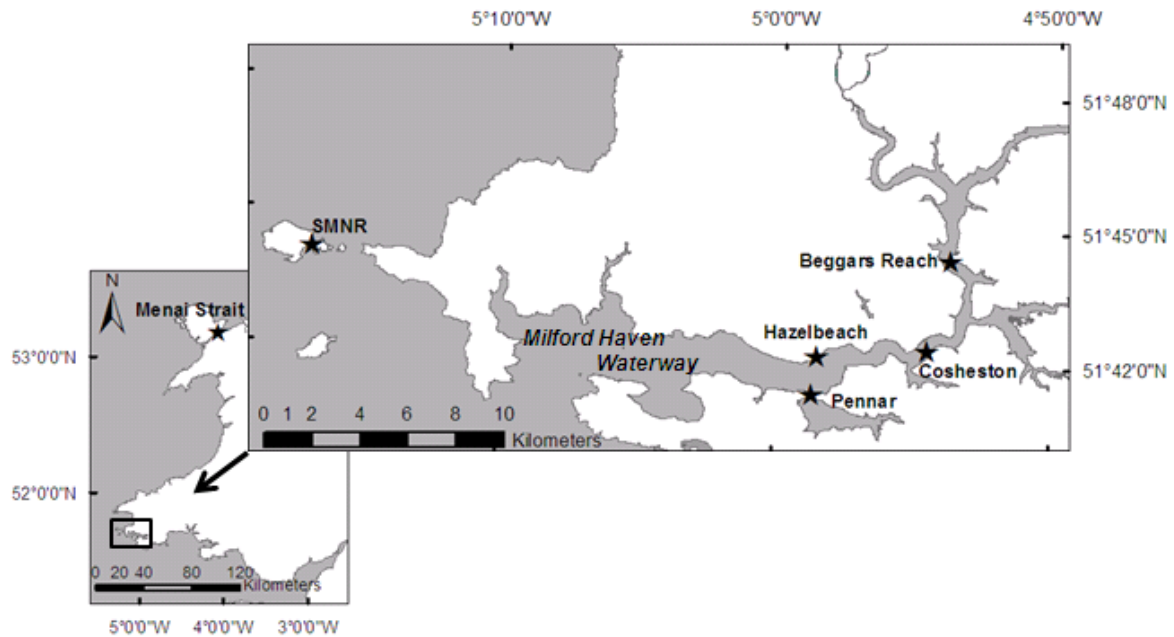 5°10'0"W 5°0'0"W 4°50'0"W
51°48'0"N
SMNR
51°45'0"N
Beggars Reach
N
Menai Strait
Hazelbeach
Milford Haven
Waterway
53°0'0"N
51°42'0"N
Cosheston
Pennar
0 1 2 4 6 8 10
Kilometers
52°0'0"N
0 20 40 80 120
Kilometers
5°0'0"W 4°0'0"W 3°0'0"W